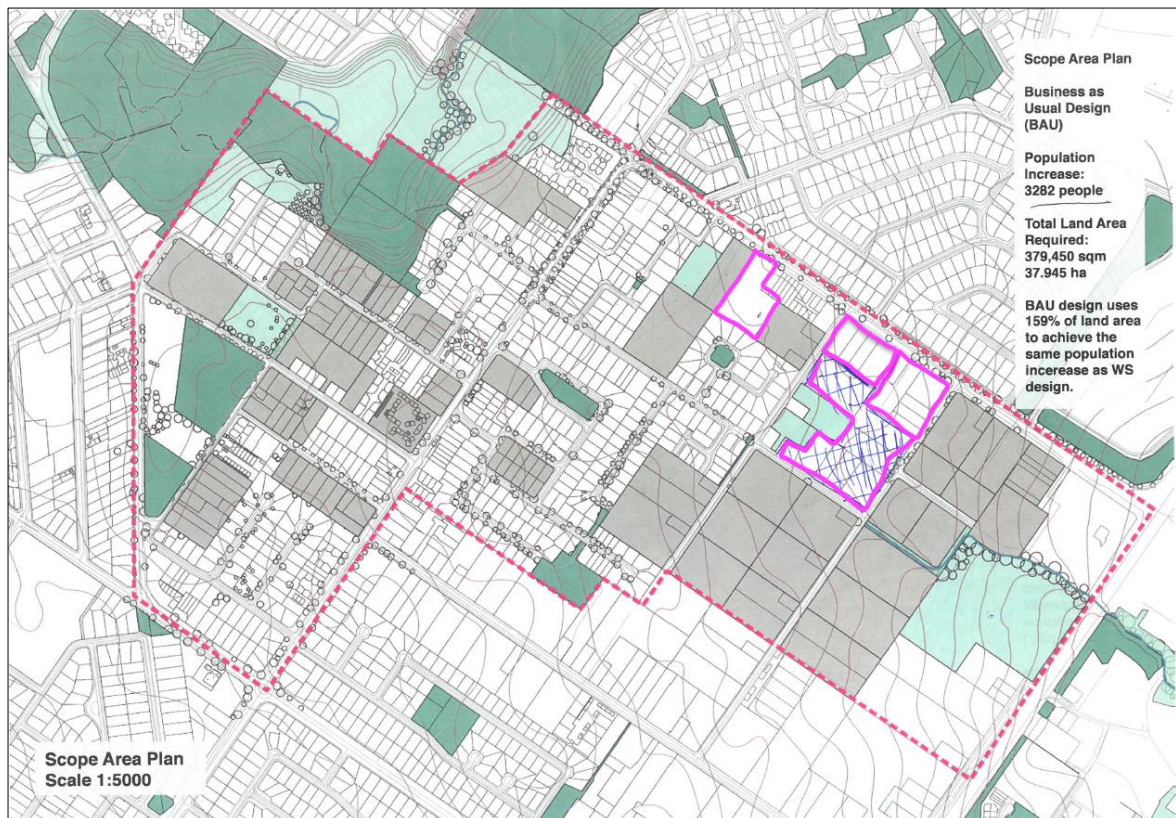 Scope Area Plan
Business as
Usual Design
(BAU)
Population
Increase:
3282 people
Total Land Area
Required:
379,450 sqm
37.945 ha
BAU design uses
159% of land area
to achieve the
same population
incerease as WS
design.
Scope Area Plan
Scale 1:5000